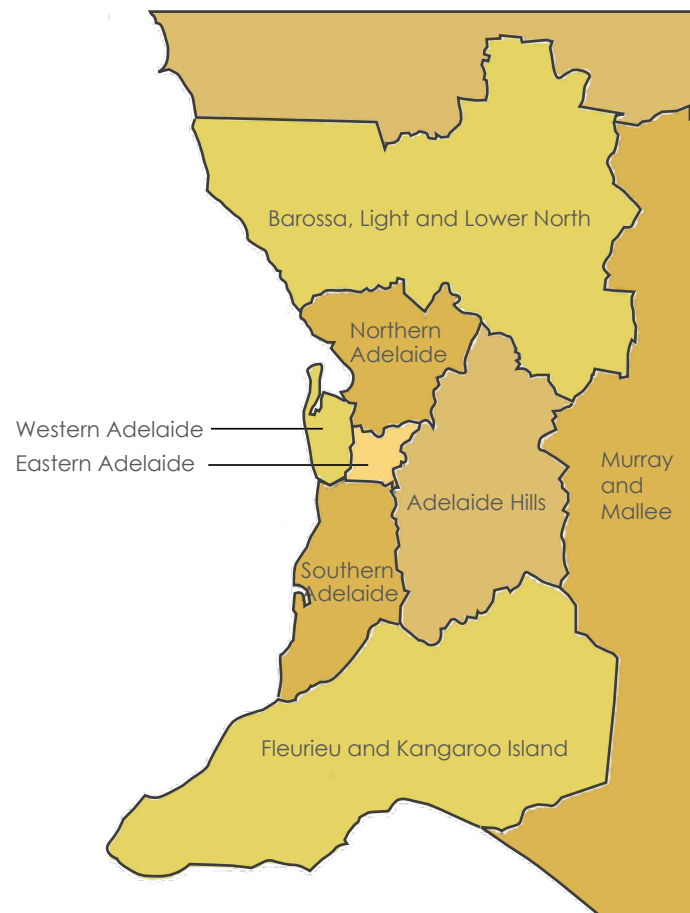 Barossa, Light and Lower North
Northern
Adelaide
Western Adelaide
Eastern Adelaide
Murray
and
Mallee
Adelaide Hills
Southern
Adelaide
Fleurieu and Kangaroo Island